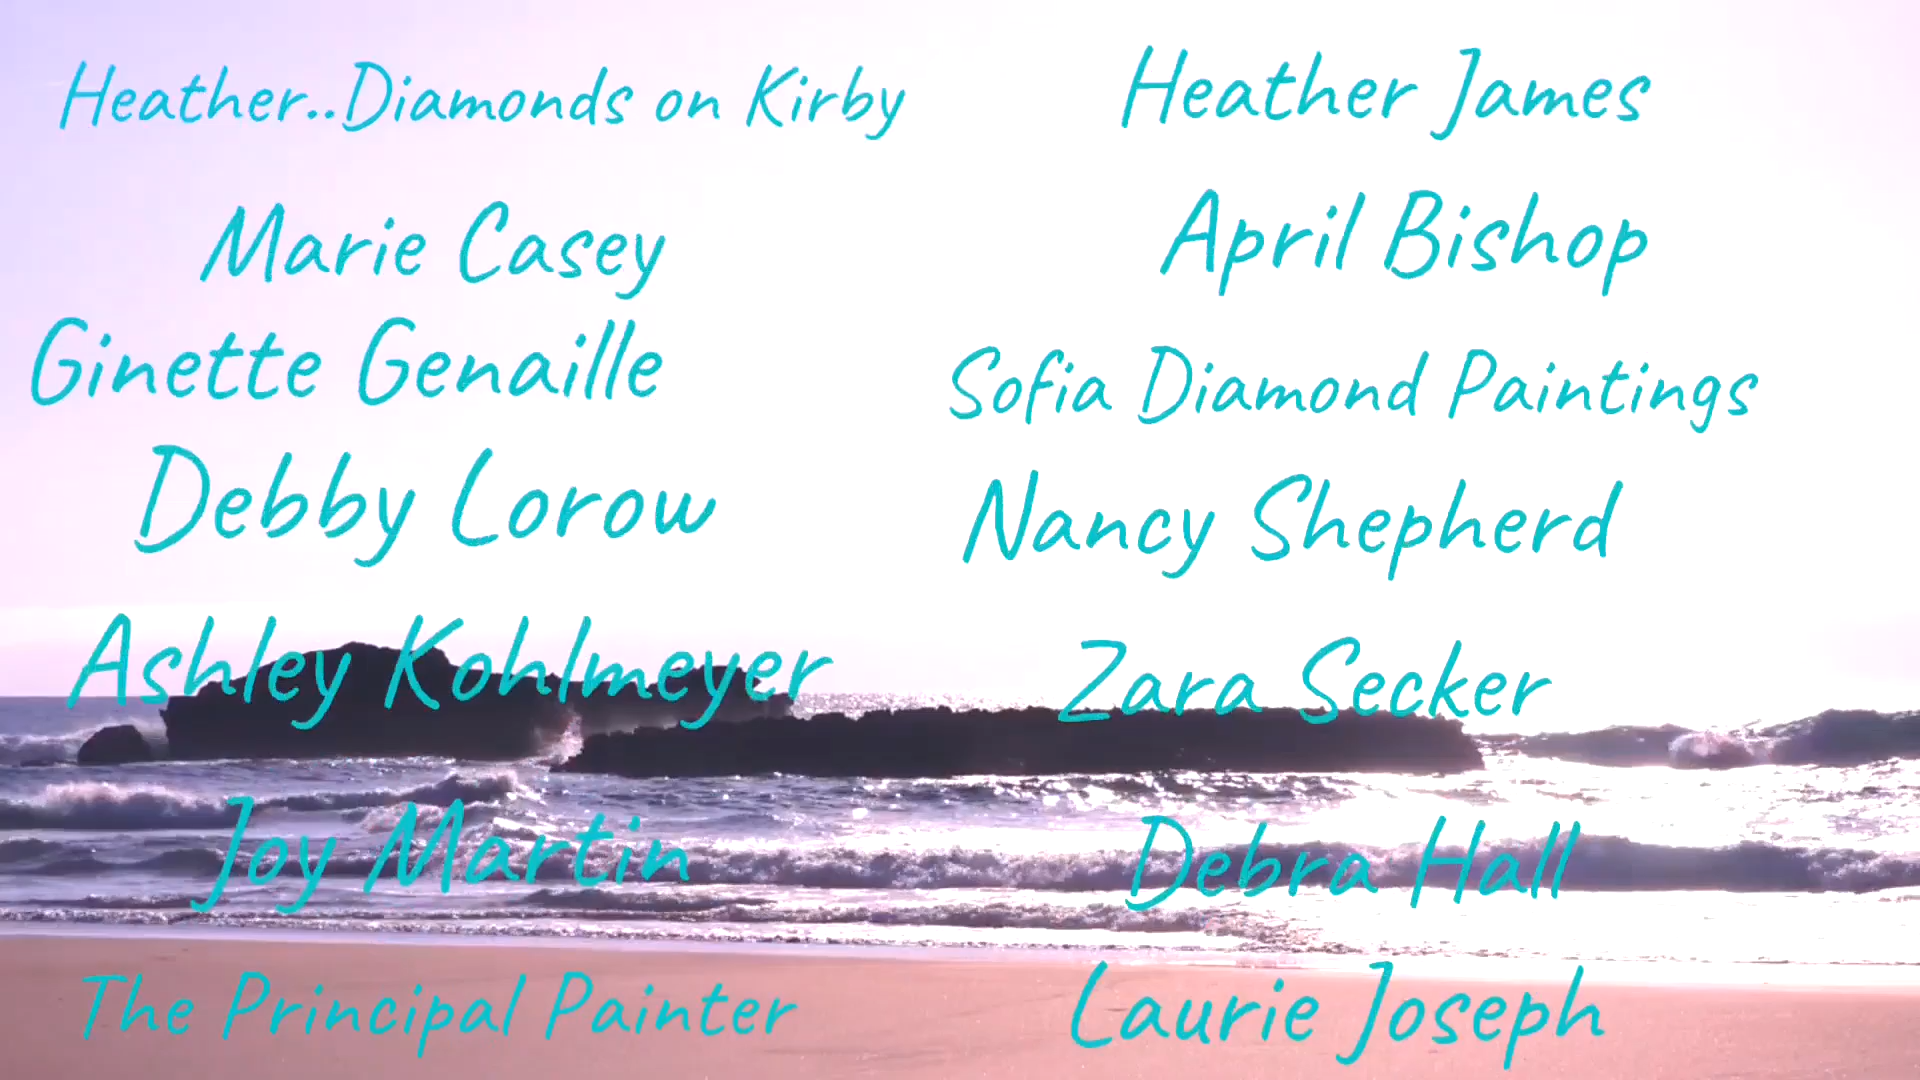 Heather..Diamonds on Kirby
Marie Casey
Ginette Genaille
Debby Lorow
Ashley Kohlmeyer
Joy Martin
The Principal Painter
Heather James
April Bishop
Sofia Diamond Paintings
Nancy Shepherd
Zara Secker
Debra Hall
Laurie Joseph